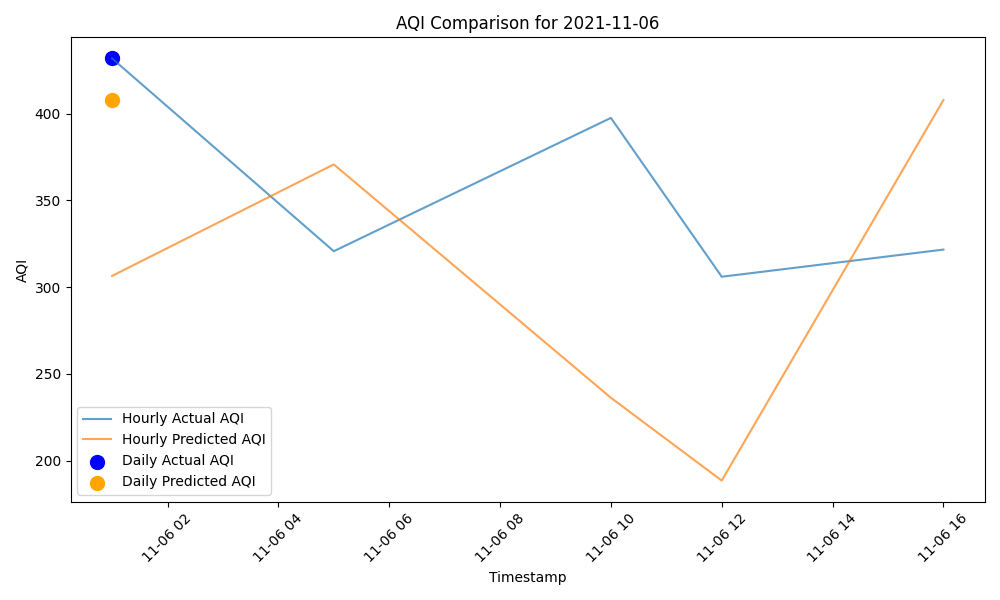 AQI Comparison for 2021-11-06
AQI
400
350
300
250
200
Hourly Actual AQI
Hourly Predicted AQI
Daily Actual AQI
Daily Predicted AQI
11-06 02
11-06 04
11-06 06
11-06 08
11-06 10
11-06 12
11-06 14
11-06 16
Timestamp